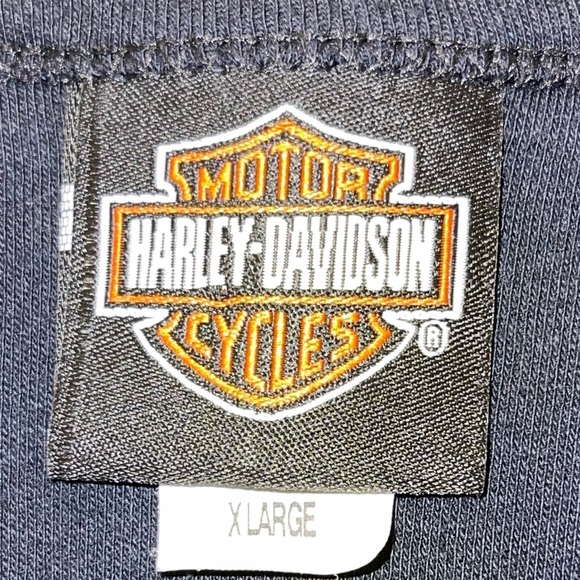 MOTOR
HARLEY-DAVIDSON
CYCLES
®
X LARGE